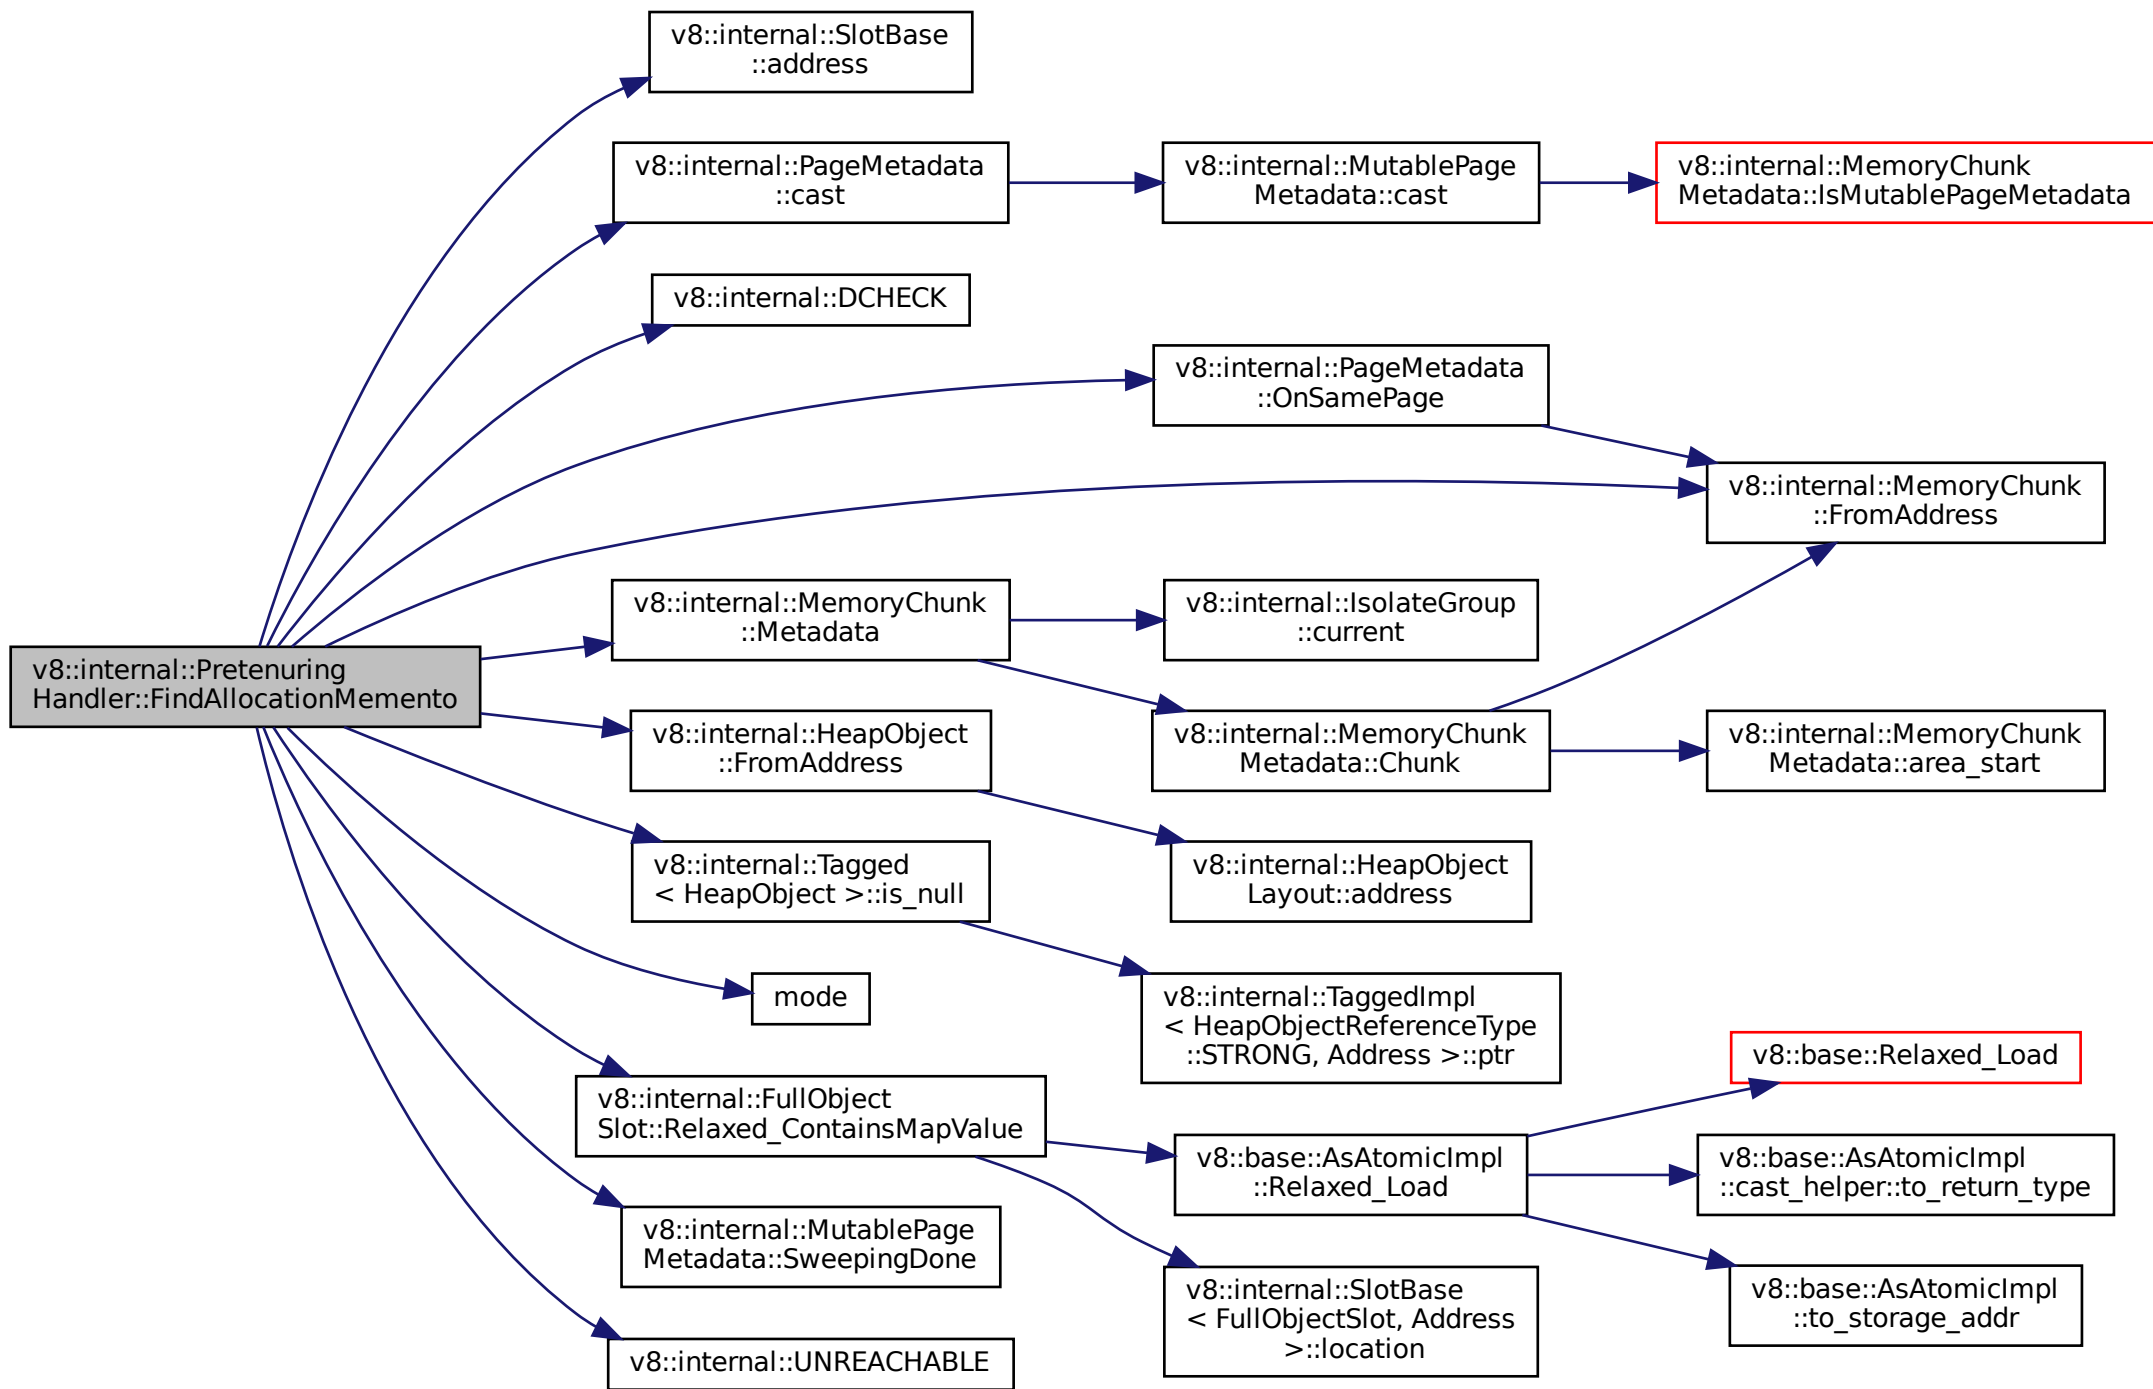 v8::internal::SlotBase
::address
v8::internal::PageMetadata
::cast
v8::internal::MutablePage
Metadata::cast
v8::internal::MemoryChunk
Metadata::IsMutablePageMetadata
v8::internal::DCHECK
v8::internal::PageMetadata
::OnSamePage
v8::internal::MemoryChunk
::FromAddress
v8::internal::MemoryChunk
::Metadata
v8::internal::IsolateGroup
::current
v8::internal::Pretenuring
Handler::FindAllocationMemento
v8::internal::HeapObject
::FromAddress
v8::internal::MemoryChunk
Metadata::Chunk
v8::internal::MemoryChunk
Metadata::area_start
v8::internal::Tagged
< HeapObject >::is_null
v8::internal::HeapObject
Layout::address
mode
v8::internal::TaggedImpl
< HeapObjectReferenceType
::STRONG, Address >::ptr
v8::base::Relaxed_Load
v8::internal::FullObject
Slot::Relaxed_ContainsMapValue
v8::base::AsAtomicImpl
::Relaxed_Load
v8::base::AsAtomicImpl
::cast_helper::to_return_type
v8::internal::MutablePage
Metadata::SweepingDone
v8::internal::SlotBase
< FullObjectSlot, Address
>::location
v8::base::AsAtomicImpl
::to_storage_addr
v8::internal::UNREACHABLE